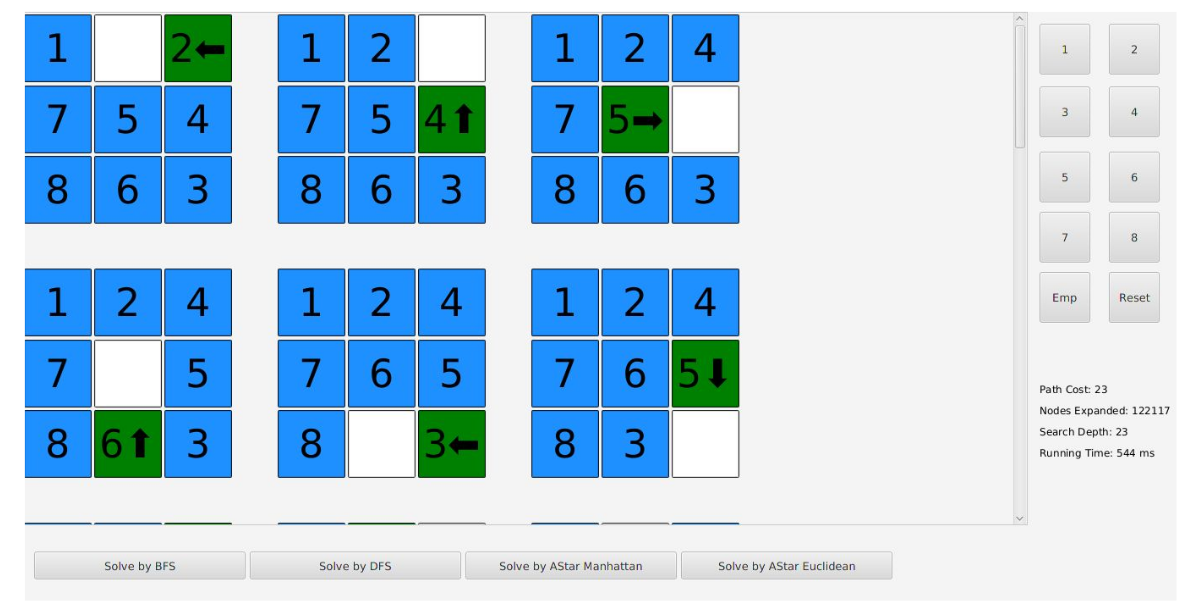 1 2← 1 2 1 2 4
7 5 4 7 5 4↑ 7 5→
8 6 3 8 6 3 8 6 3
1 2 4 1 2 4 1 2 4
7 5 7 6 5 7 6 5↓
8 6↑ 3 8 3← 8 3
1 2
3 4
5 6
7 8
Emp Reset
Path Cost: 23
Nodes Expanded: 122117
Search Depth: 23
Running Time: 544 ms
Solve by BFS Solve by DFS Solve by AStar Manhattan Solve by AStar Euclidean